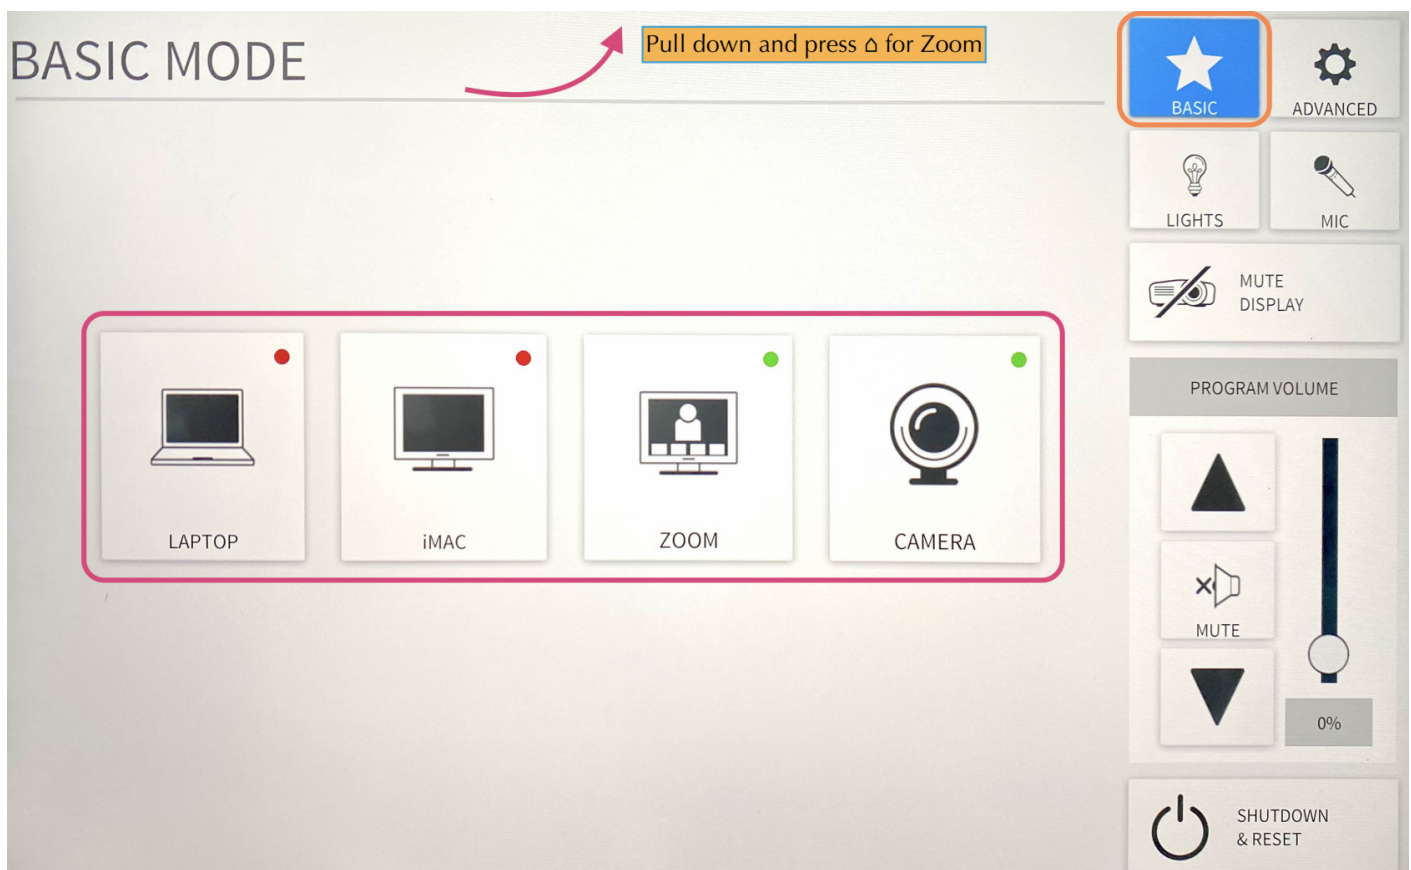 BASIC MODE
Pull down and press ⌂ for Zoom
BASIC
ADVANCED
LIGHTS
MIC
MUTE
DISPLAY
PROGRAM VOLUME
LAPTOP
iMAC
ZOOM
CAMERA
MUTE
0%
SHUTDOWN
& RESET